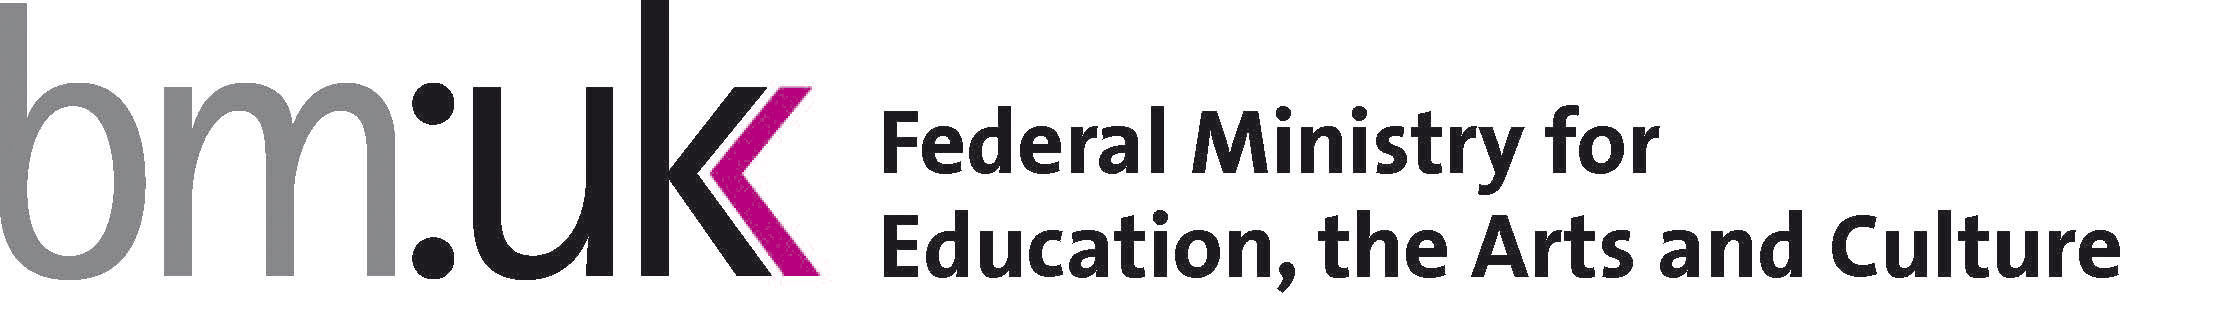 bm:uk
Federal Ministry for
Education, the Arts and Culture